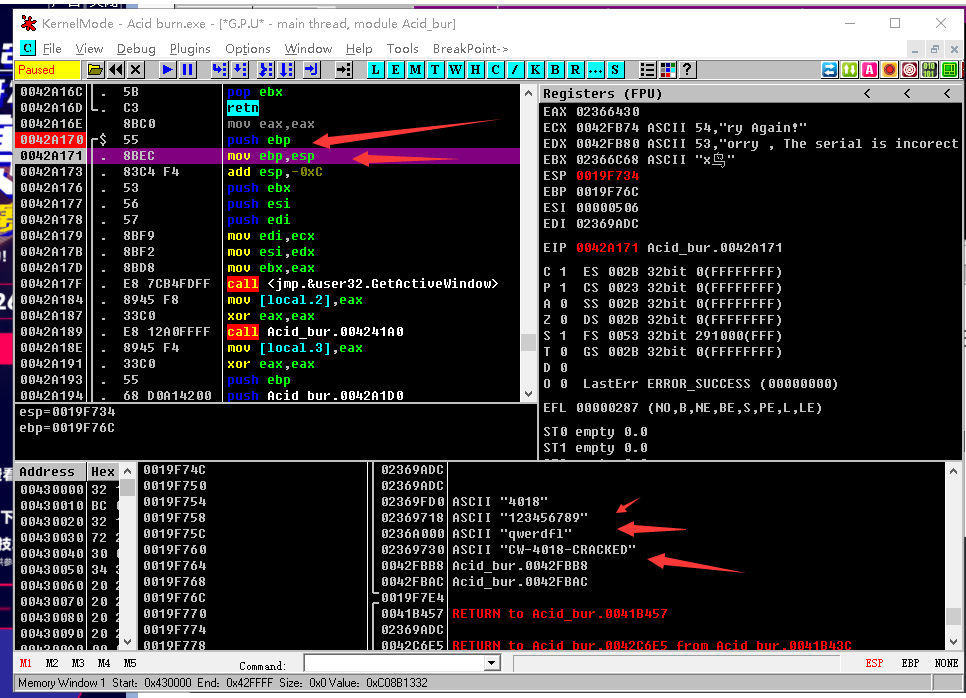 KernelMode - Acid burn.exe - [*G.P.U* - main thread, module Acid_bur]
C File View Debug Plugins Options Window Help Tools BreakPoint->
Paused L E M T W H C / K B R ... S ?
0042A16C . 5B pop ebx
0042A16D . C3 retn
0042A16E 8BC0 mov eax,eax
0042A170 $ 55 push ebp
0042A171 . 8BEC mov ebp,esp
0042A173 . 83C4 F4 add esp,-0xC
0042A176 . 53 push ebx
0042A177 . 56 push esi
0042A178 . 57 push edi
0042A179 . 8BF9 mov edi,ecx
0042A17B . 8BF2 mov esi,edx
0042A17D . 8BD8 mov ebx,eax
0042A17F . E8 7CB4FDFF call <jmp.&user32.GetActiveWindow>
0042A184 . 8945 F8 mov [local.2],eax
0042A187 . 33C0 xor eax,eax
0042A189 . E8 12A0FFFF call Acid_bur.004241A0
0042A18E . 8945 F4 mov [local.3],eax
0042A191 . 33C0 xor eax,eax
0042A193 . 55 push ebp
0042A194 . 68 D0A14200 push Acid_bur.0042A1D0
esp=0019F734
ebp=0019F76C
Registers (FPU) < < <
EAX 02366430
ECX 0042FB74 ASCII 54,"ry Again!"
EDX 0042FB80 ASCII 53,"orry , The serial is incorect
EBX 02366C68 ASCII "x乌"
ESP 0019F734
EBP 0019F76C
ESI 00000506
EDI 02369ADC
EIP 0042A171 Acid_bur.0042A171
C 1 ES 002B 32bit 0(FFFFFFFF)
P 1 CS 0023 32bit 0(FFFFFFFF)
A 0 SS 002B 32bit 0(FFFFFFFF)
Z 0 DS 002B 32bit 0(FFFFFFFF)
S 1 FS 0053 32bit 291000(FFF)
T 0 GS 002B 32bit 0(FFFFFFFF)
D 0
O 0 LastErr ERROR_SUCCESS (00000000)
EFL 00000287 (NO,B,NE,BE,S,PE,L,LE)
ST0 empty 0.0
ST1 empty 0.0
Address Hex
00430000 32
00430010 BC
00430020 32
00430030 72
00430040 30
00430050 34
00430060 20
00430070 20
00430080 20
00430090 20
0019F74C 02369ADC
0019F750 02369ADC
0019F754 02369FD0 ASCII "4018"
0019F758 02369718 ASCII "123456789"
0019F75C 0236A000 ASCII "qwerdf1"
0019F760 02369730 ASCII "CW-4018-CRACKED"
0019F764 0042FBB8 Acid_bur.0042FBB8
0019F768 0042FBAC Acid_bur.0042FBAC
0019F76C 0019F7E4
0019F770 0041B457 RETURN to Acid_bur.0041B457
0019F774 02369ADC
0019F778 0042C6E5 RETURN to Acid_bur.0042C6E5 from Acid_bur.0041B43C
M1 M2 M3 M4 M5 Command: ESP EBP NONE
Memory Window 1 Start: 0x430000 End: 0x42FFFF Size: 0x0 Value: 0xC08B1332